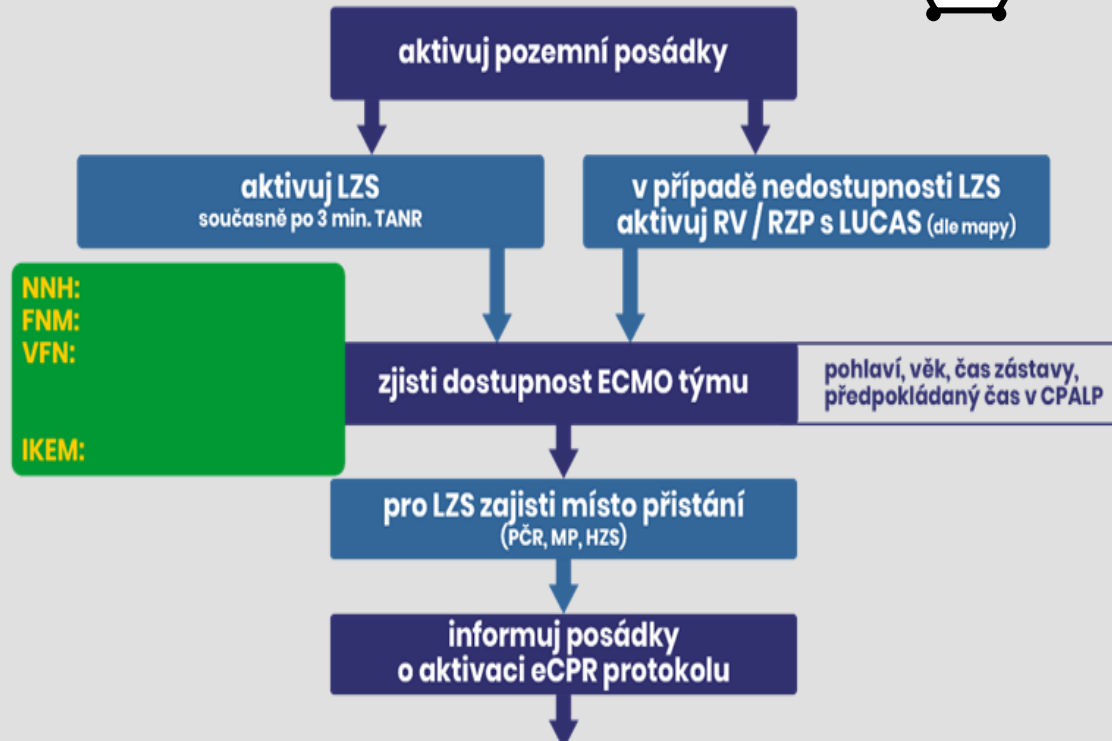 aktivuj pozemní posádky
aktivuj LZS
současně po 3 min. TANR
v případě nedostupnosti LZS
aktivuj RV / RZP s LUCAS (dle mapy)
NNH:
FNM:
VFN:
IKEM:
zjisti dostupnost ECMO týmu
pohlaví, věk, čas zástavy,
předpokládaný čas v CPALP
pro LZS zajisti místo přistání
(PČR, MP, HZS)
informuj posádky
o aktivaci eCPR protokolu